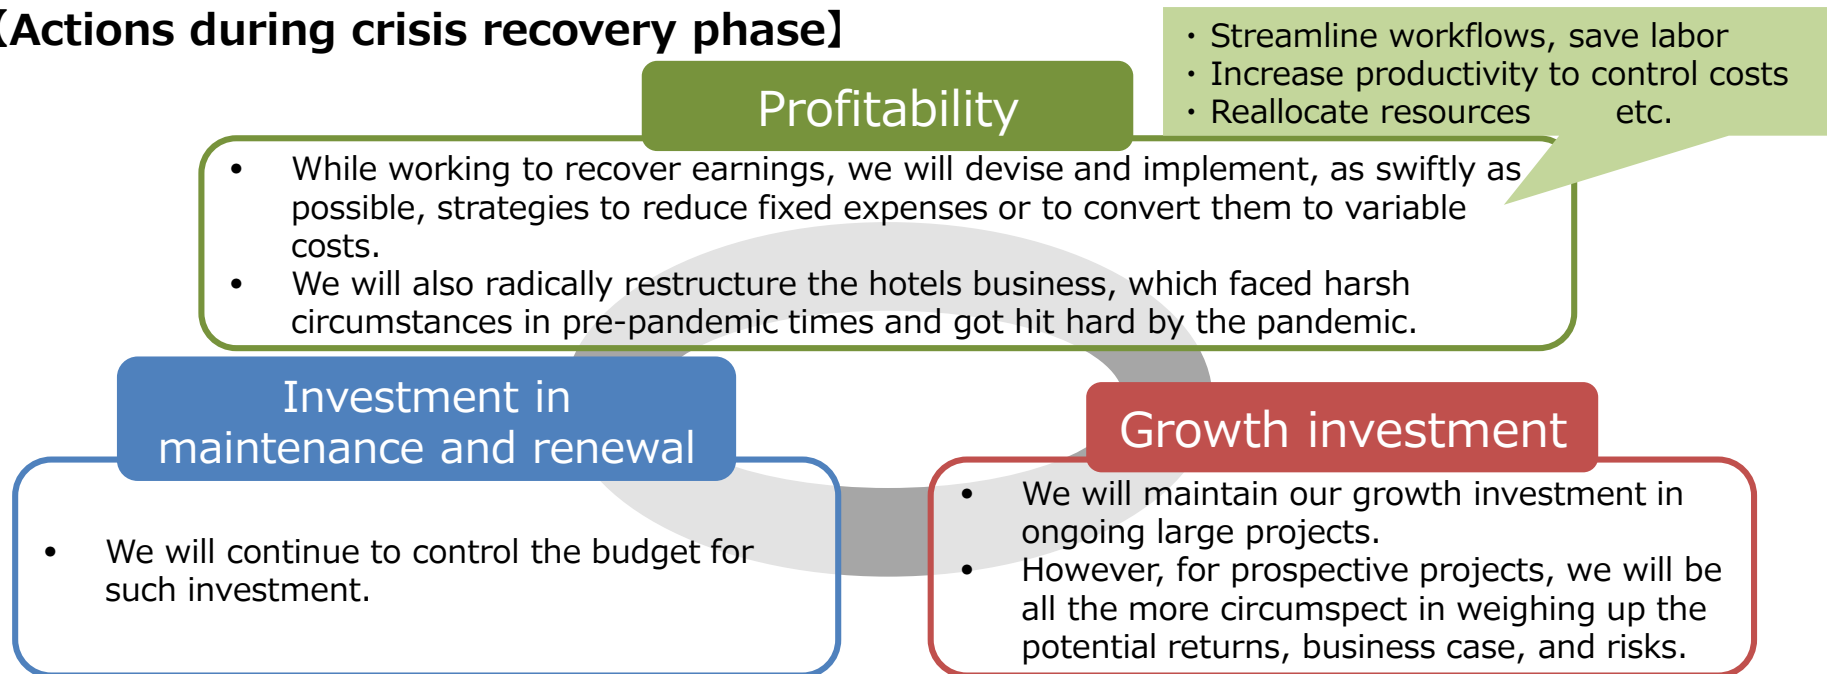 【Actions during crisis recovery phase】
・Streamline workflows, save labor
・Increase productivity to control costs
・Reallocate resources etc.
Profitability
• While working to recover earnings, we will devise and implement, as swiftly as
possible, strategies to reduce fixed expenses or to convert them to variable
costs.
• We will also radically restructure the hotels business, which faced harsh
circumstances in pre-pandemic times and got hit hard by the pandemic.
Investment in
maintenance and renewal
• We will continue to control the budget for
such investment.
Growth investment
• We will maintain our growth investment in
ongoing large projects.
• However, for prospective projects, we will be
all the more circumspect in weighing up the
potential returns, business case, and risks.